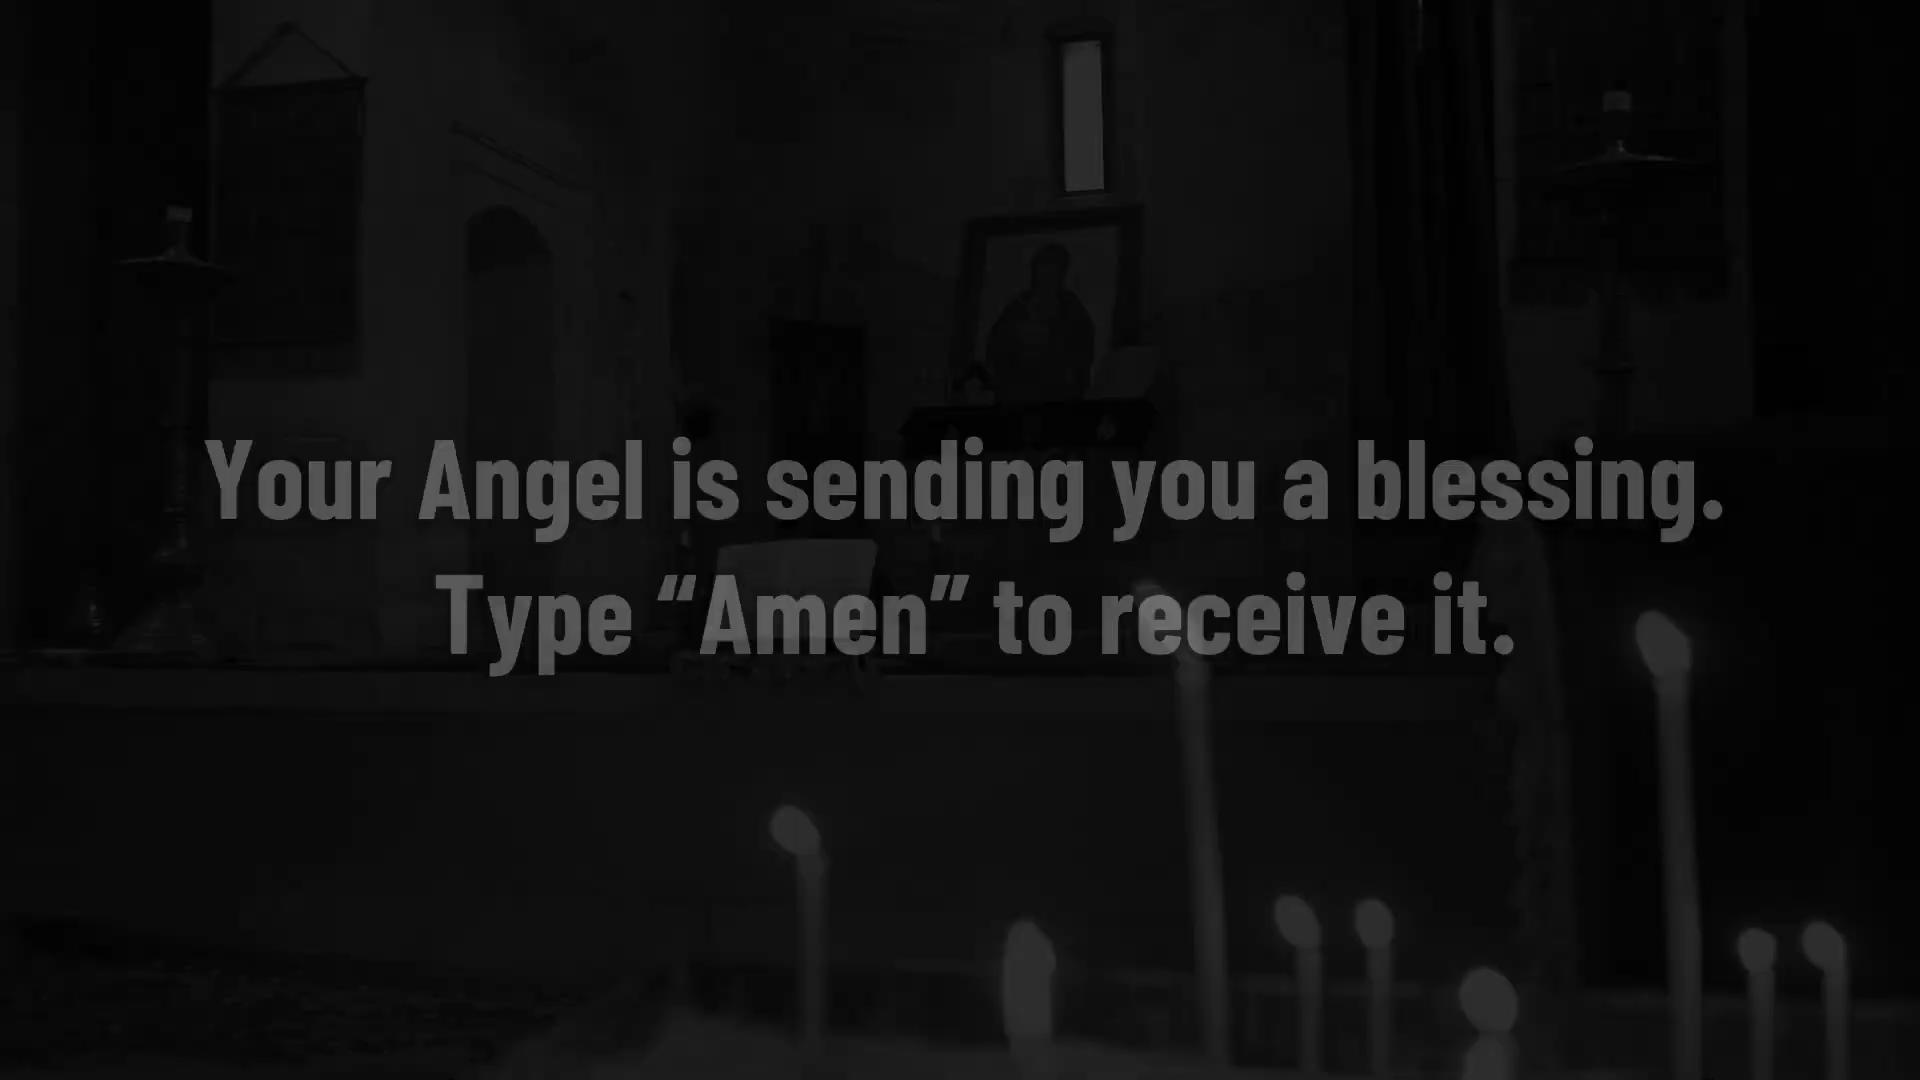 Your Angel is sending you a blessing.
Type “Amen” to receive it.